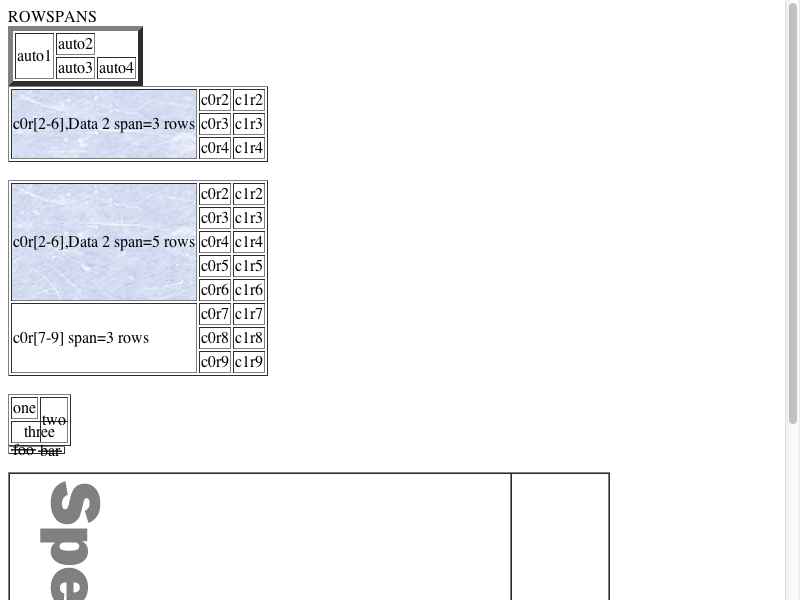 ROWSPANS
auto1 auto2
auto3 auto4
c0r[2-6],Data 2 span=3 rows c0r2 c1r2
c0r3 c1r3
c0r4 c1r4
c0r[2-6],Data 2 span=5 rows c0r2 c1r2
c0r3 c1r3
c0r4 c1r4
c0r5 c1r5
c0r6 c1r6
c0r[7-9] span=3 rows c0r7 c1r7
c0r8 c1r8
c0r9 c1r9
one two
three
foo bar
Spe